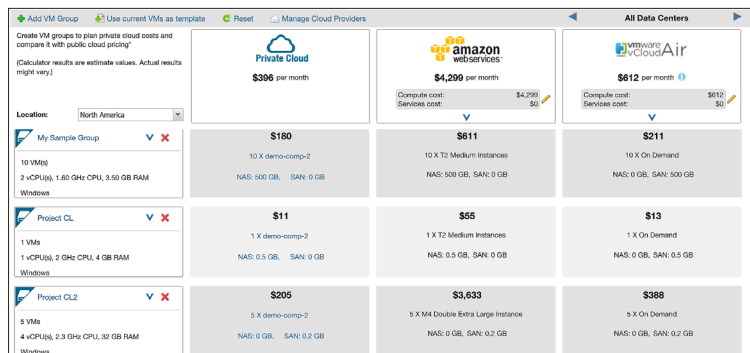 Add VM Group
Use current VMs as template
Reset
Manage Cloud Providers
All Data Centers
Create VM groups to plan private cloud costs and
compare it with public cloud pricing*
(Calculator results are estimate values. Actual results
might vary.)
Location: North America
Private Cloud
$396 per month
amazon
webservices™
$4,299 per month
Compute cost: $4,299
Services cost: $0
vmware
vCloud Air
$612 per month
Compute cost: $612
Services cost: $0
My Sample Group
10 VM(s)
2 vCPU(s), 1.60 GHz CPU, 3.50 GB RAM
Windows
$180
10 X demo-comp-2
NAS: 500 GB, SAN: 0 GB
$611
10 X T2 Medium Instances
NAS: 500 GB, SAN: 0 GB
$211
10 X On Demand
NAS: 0 GB, SAN: 500 GB
Project CL
1 VMs
1 vCPU(s), 2 GHz CPU, 4 GB RAM
Windows
$11
1 X demo-comp-2
NAS: 0.5 GB, SAN: 0 GB
$55
1 X T2 Medium Instances
NAS: 0.5 GB, SAN: 0 GB
$13
1 X On Demand
NAS: 0 GB, SAN: 0.5 GB
Project CL2
5 VMs
4 vCPU(s), 2.3 GHz CPU, 32 GB RAM
Windows
$205
5 X demo-comp-2
NAS: 0 GB, SAN: 0.2 GB
$3,633
5 X M4 Double Extra Large Instance
NAS: 0 GB, SAN: 0.2 GB
$388
5 X On Demand
NAS: 0 GB, SAN: 0.2 GB